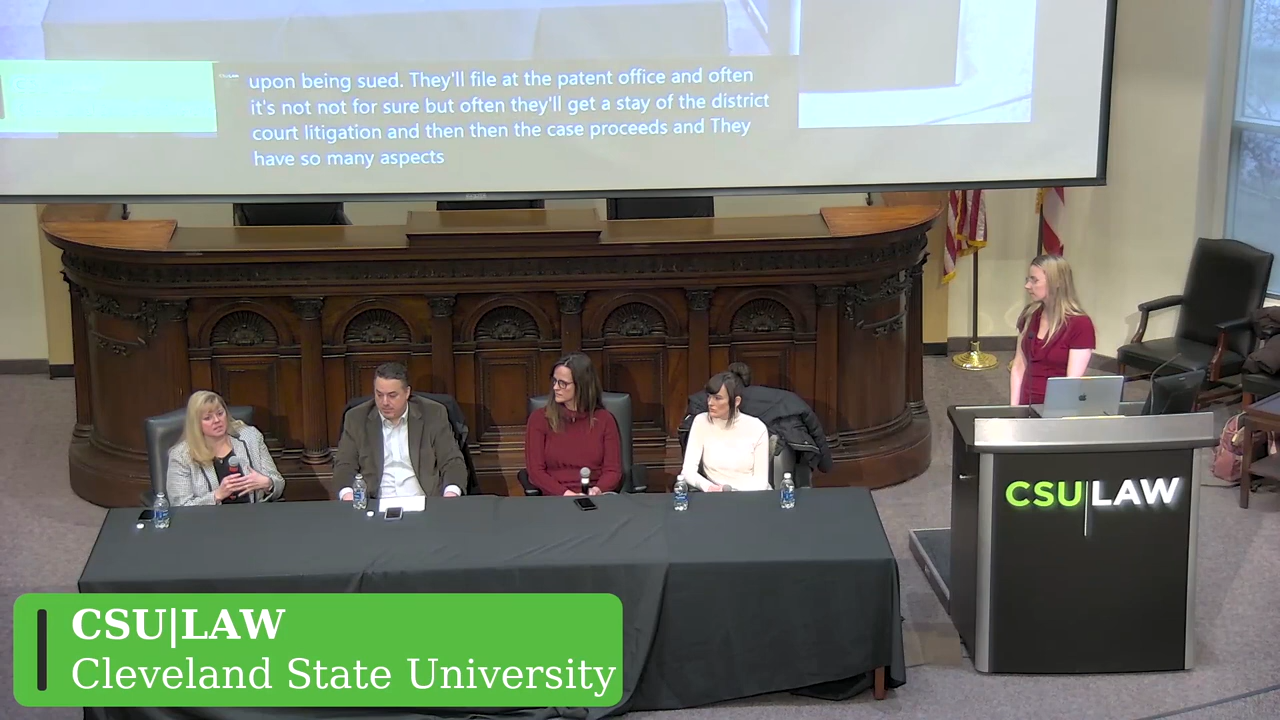 upon being sued. They'll file at the patent office and often
it's not not for sure but often they'll get a stay of the district
court litigation and then then the case proceeds and They
have so many aspects
CSU|LAW
CSU|LAW
Cleveland State University